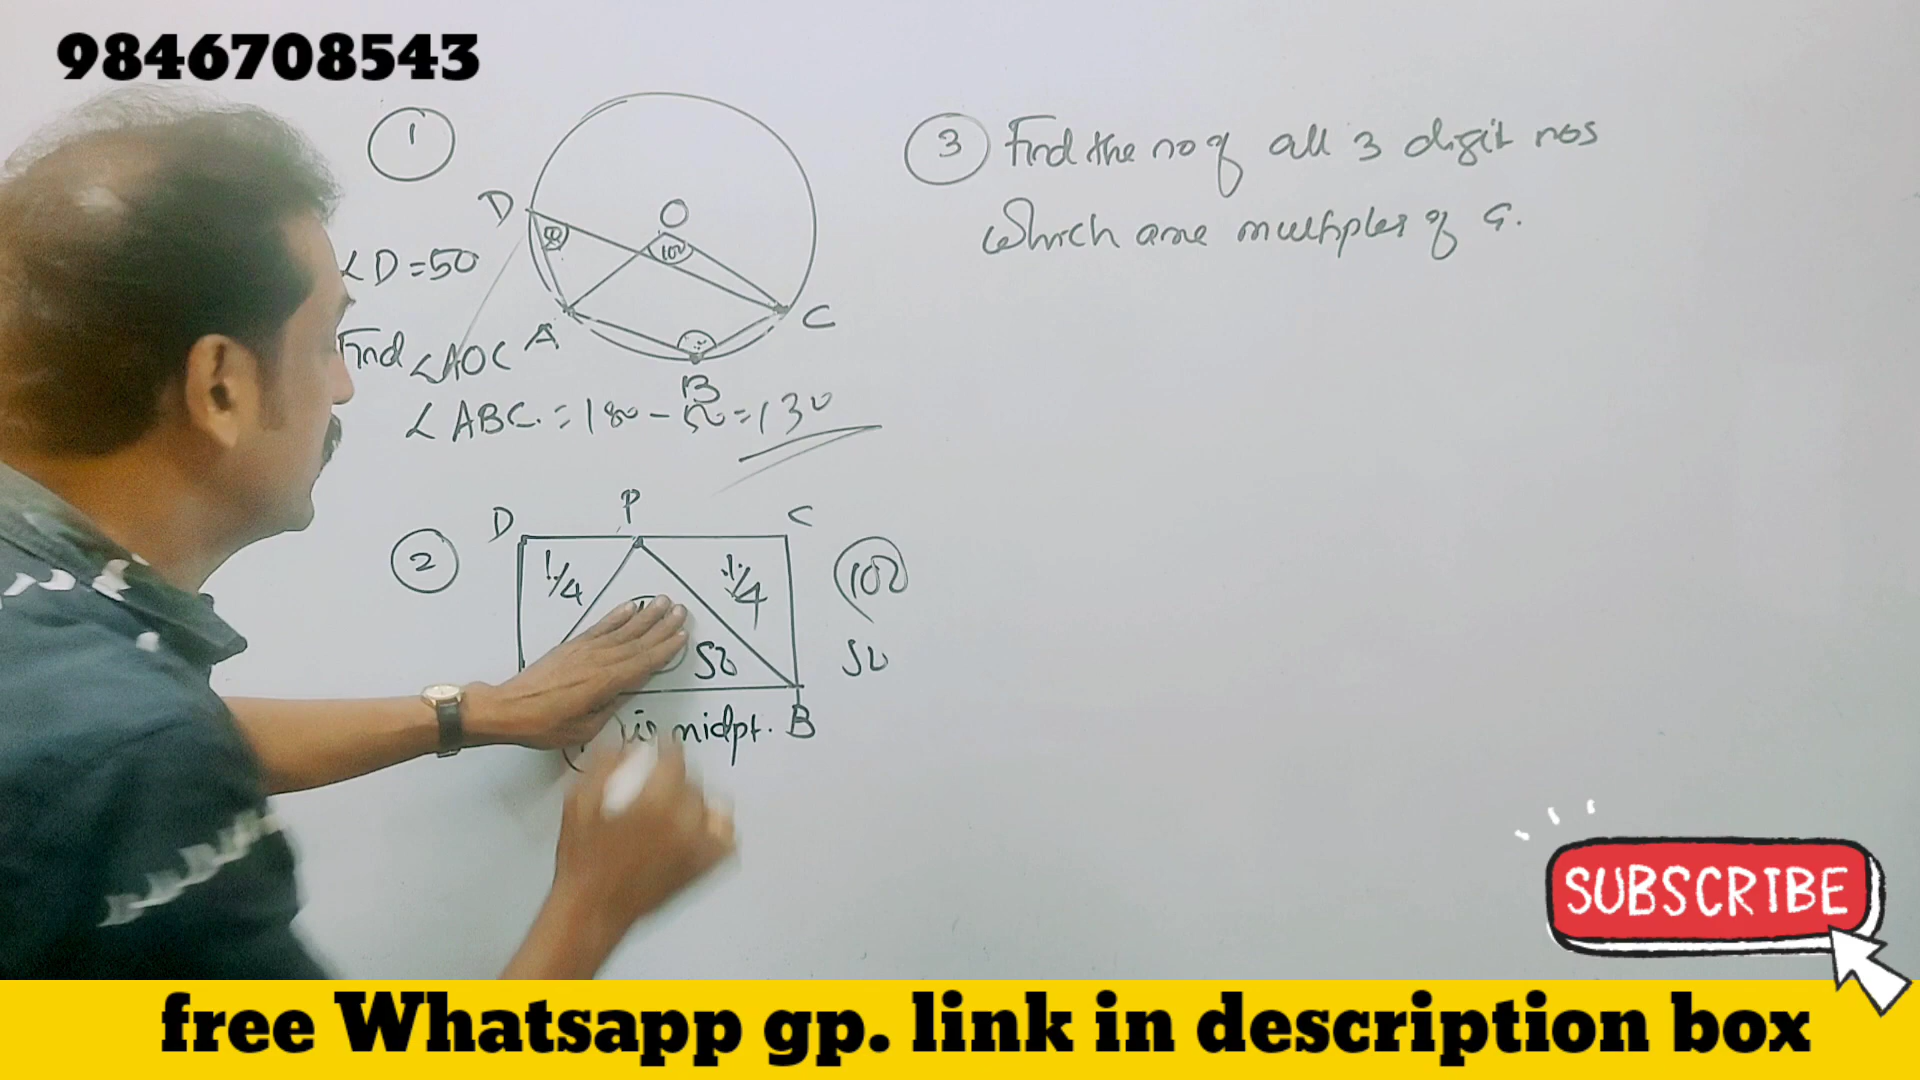 9846708543
1
D
O
100
∠D=50
C
A
Find ∠AOC
B
∠ABC.=180-50=130
2
D P C
1/4 1/4 100
50 50
is midpt. B
3 Find the no of all 3 digit nos
Which are multiples of
SUBSCRIBE
free Whatsapp gp. link in description box